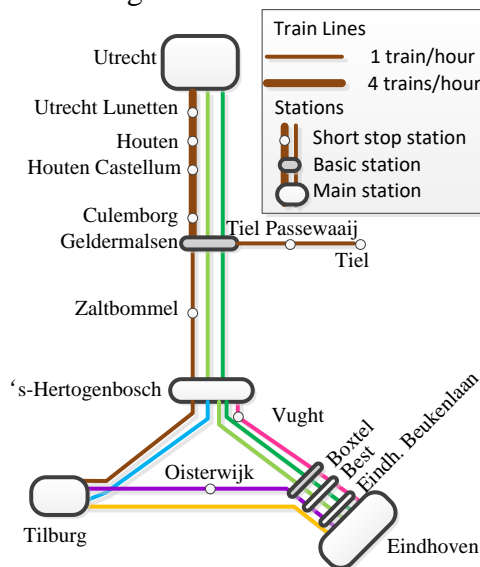 Train Lines
1 train/hour
4 trains/hour
Stations
Short stop station
Basic station
Main station
Utrecht
Utrecht Lunetten
Houten
Houten Castellum
Culemborg
Geldermalsen
Tiel Passewaaij
Tiel
Zaltbommel
‘s-Hertogenbosch
Vught
Boxtel
Best
Eindh. Beukenlaan
Oisterwijk
Tilburg
Eindhoven